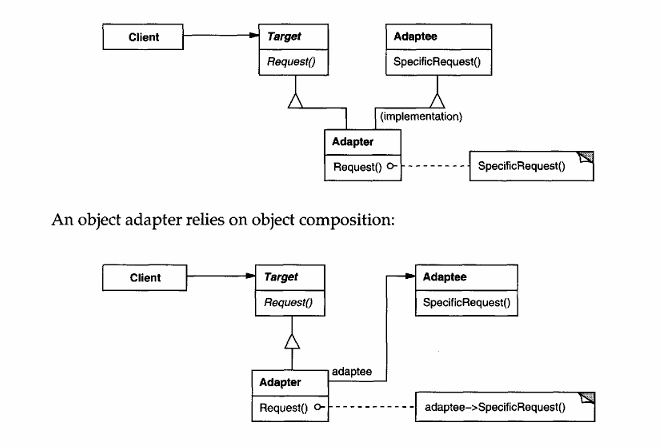 Client
Target
Adaptee
Request()
SpecificRequest()
(implementation)
Adapter
Request()
SpecificRequest()
An object adapter relies on object composition:
Client
Target
Adaptee
Request()
SpecificRequest()
adaptee
Adapter
Request()
adaptee->SpecificRequest()